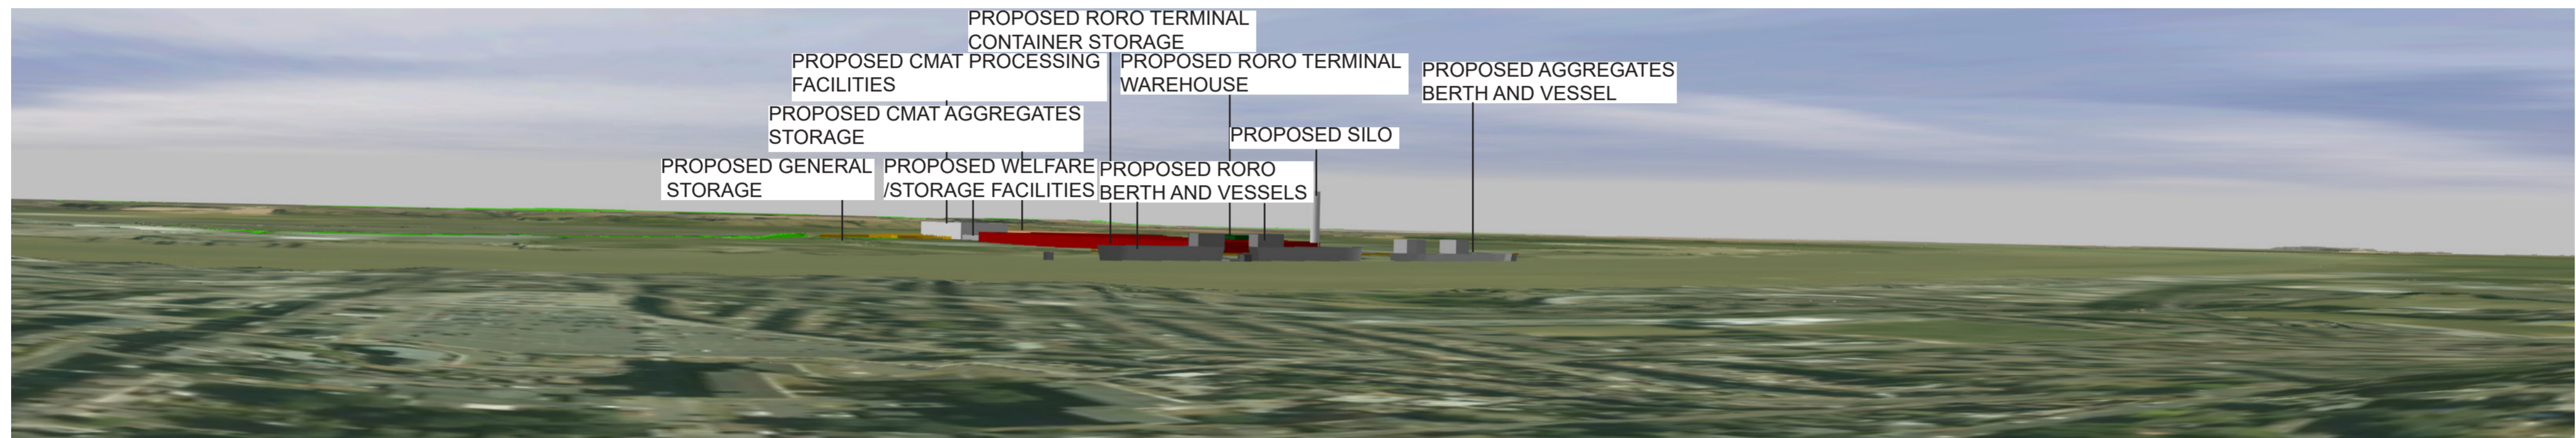 PROPOSED RORO TERMINAL
CONTAINER STORAGE
PROPOSED CMAT PROCESSING
FACILITIES
PROPOSED RORO TERMINAL
WAREHOUSE
PROPOSED AGGREGATES
BERTH AND VESSEL
PROPOSED CMAT AGGREGATES
STORAGE
PROPOSED SILO
PROPOSED GENERAL
STORAGE
PROPOSED WELFARE
/STORAGE FACILITIES
PROPOSED RORO
BERTH AND VESSELS